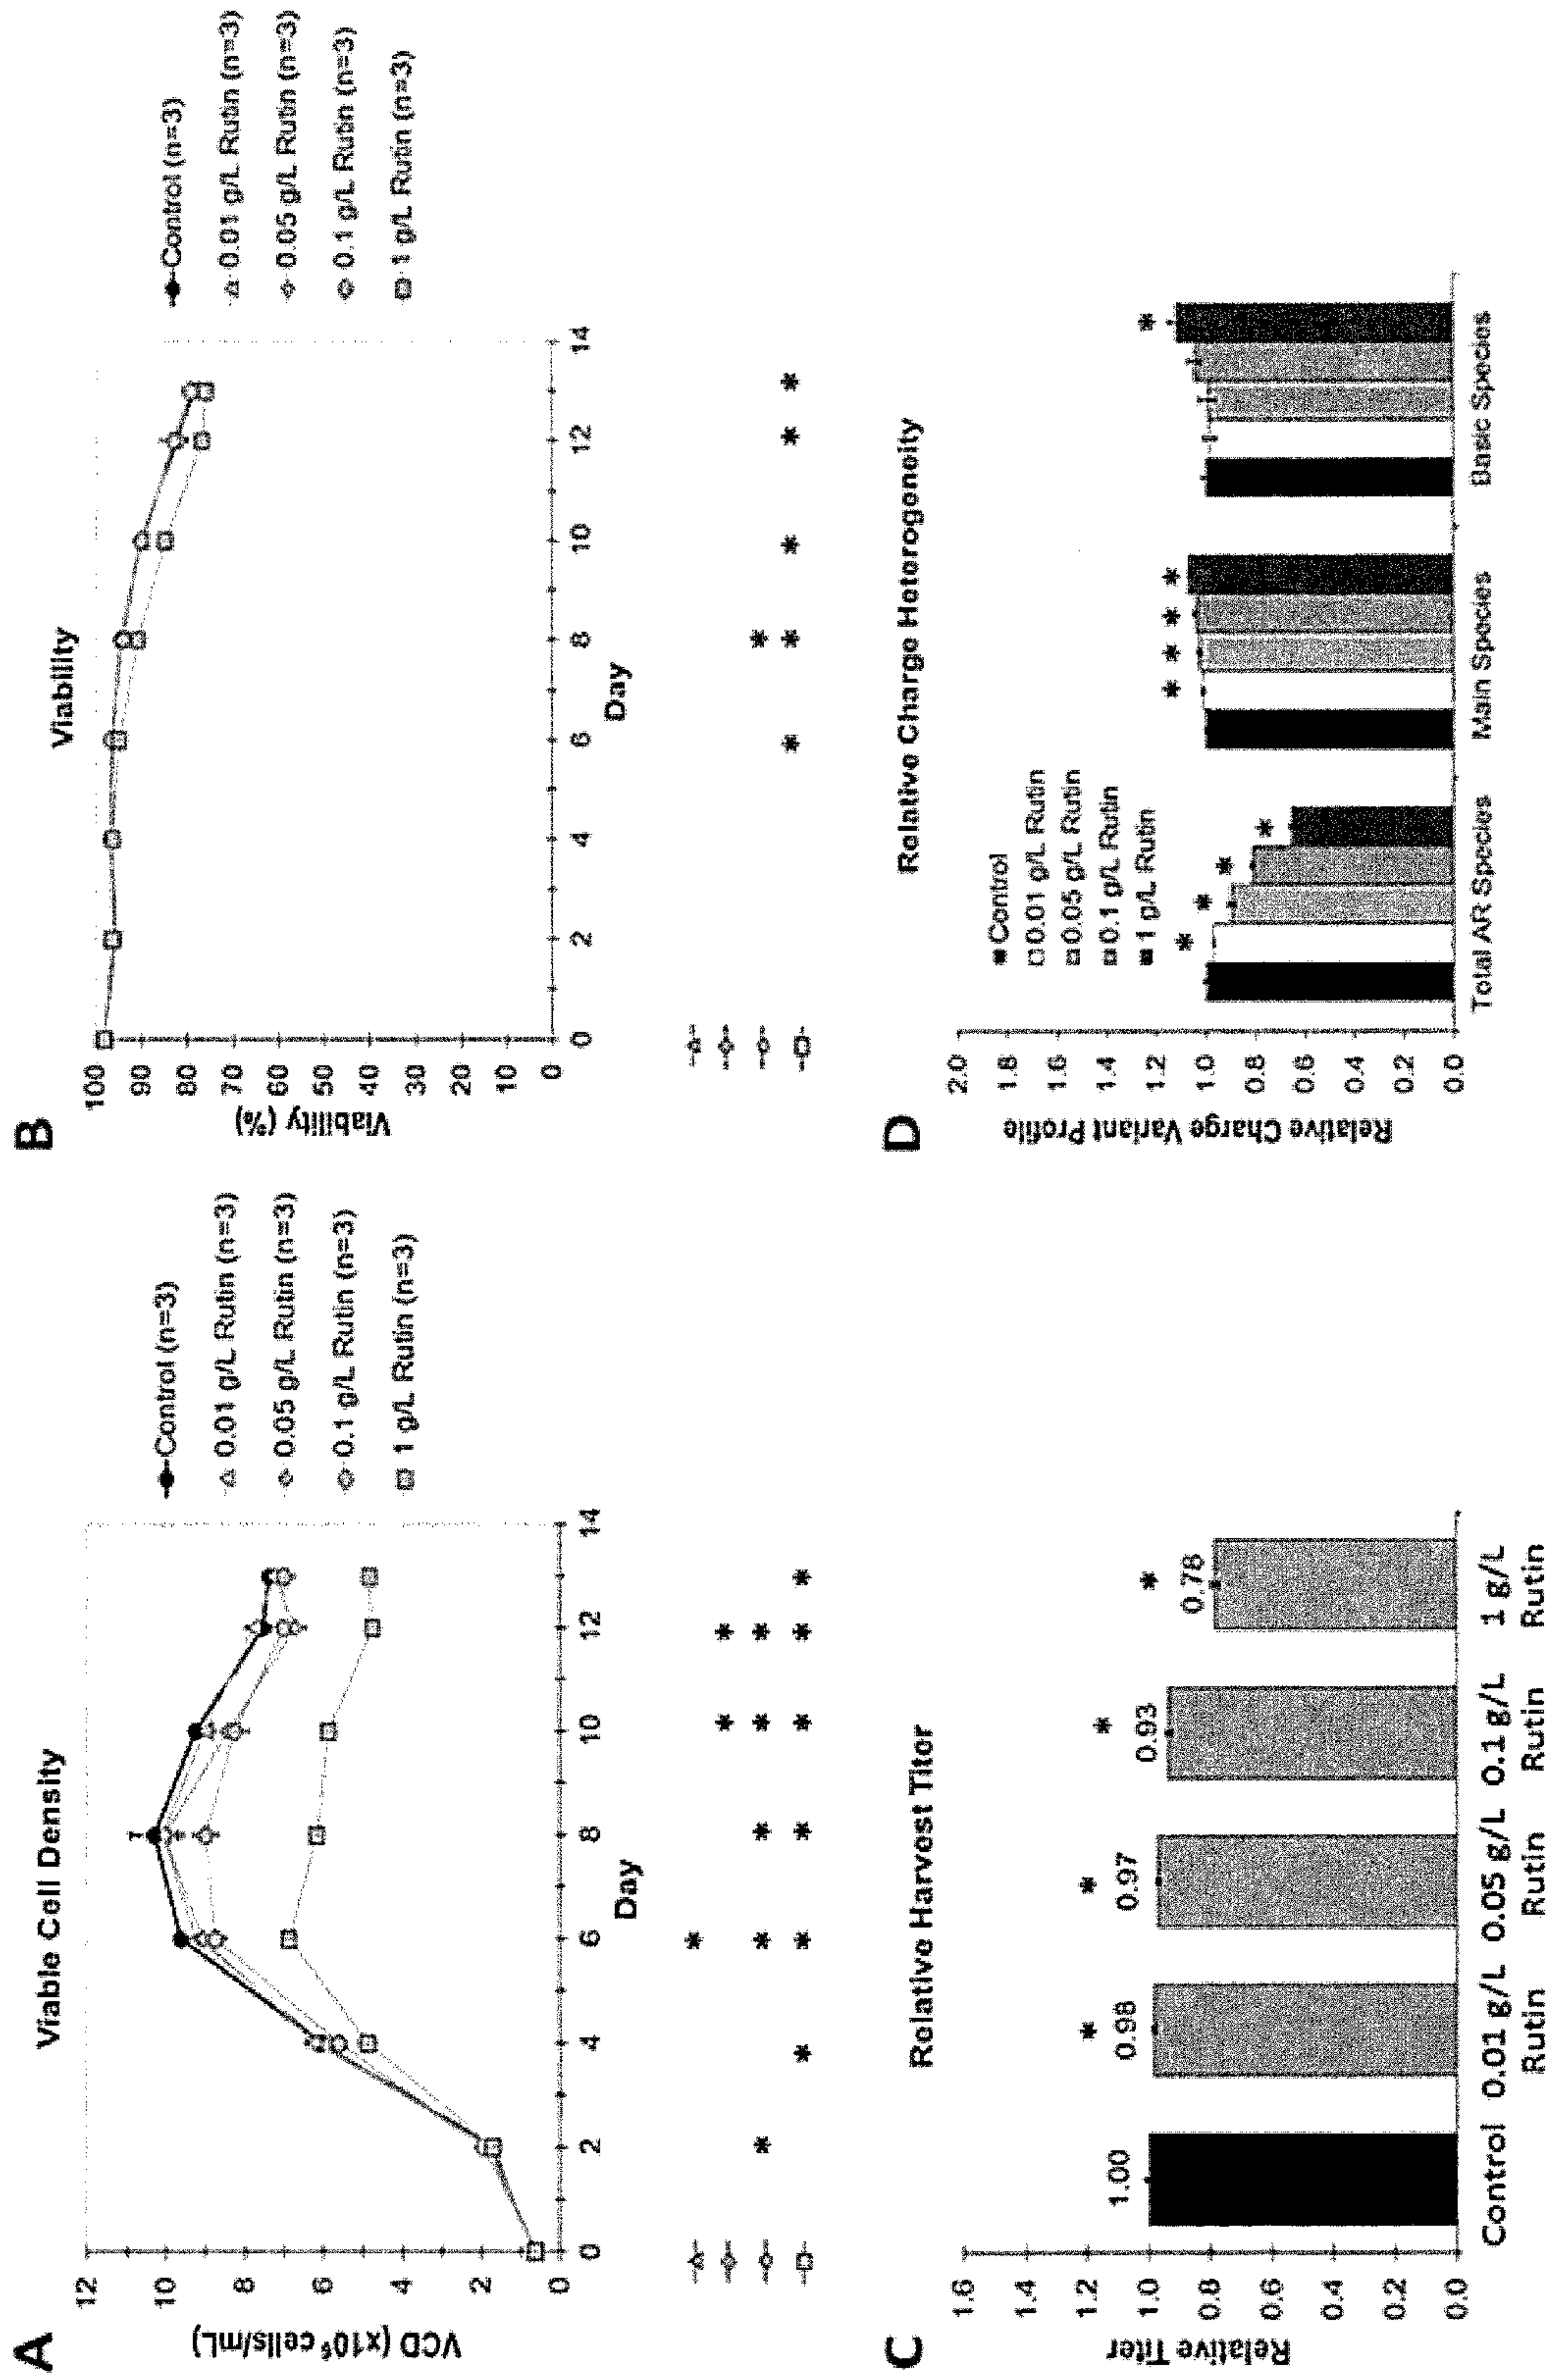 A
Viable Cell Density
VCD (x10⁶ cells/mL)
12
10
8
6
4
2
0
0 2 4 6 8 10 12 14
Day
Control (n=3)
0.01 g/L Rutin (n=3)
0.05 g/L Rutin (n=3)
0.1 g/L Rutin (n=3)
1 g/L Rutin (n=3)
*
* *
* * * * *
* * * * * *
B
Viability
Viability (%)
100
90
80
70
60
50
40
30
20
10
0
0 2 4 6 8 10 12 14
Day
Control (n=3)
0.01 g/L Rutin (n=3)
0.05 g/L Rutin (n=3)
0.1 g/L Rutin (n=3)
1 g/L Rutin (n=3)
*
* * * * *
C
Relative Harvest Titer
Relative Titer
1.6
1.4
1.2
1.0
0.8
0.6
0.4
0.2
0.0
1.00
* 0.98
* 0.97
* 0.93
* 0.78
Control 0.01 g/L 0.05 g/L 0.1 g/L 1 g/L
Rutin Rutin Rutin Rutin
D
Relative Charge Heterogeneity
Relative Charge Variant Profile
2.0
1.8
1.6
1.4
1.2
1.0
0.8
0.6
0.4
0.2
0.0
Control
0.01 g/L Rutin
0.05 g/L Rutin
0.1 g/L Rutin
1 g/L Rutin
* * * *
* * * *
*
Total AR Species Main Species Basic Species